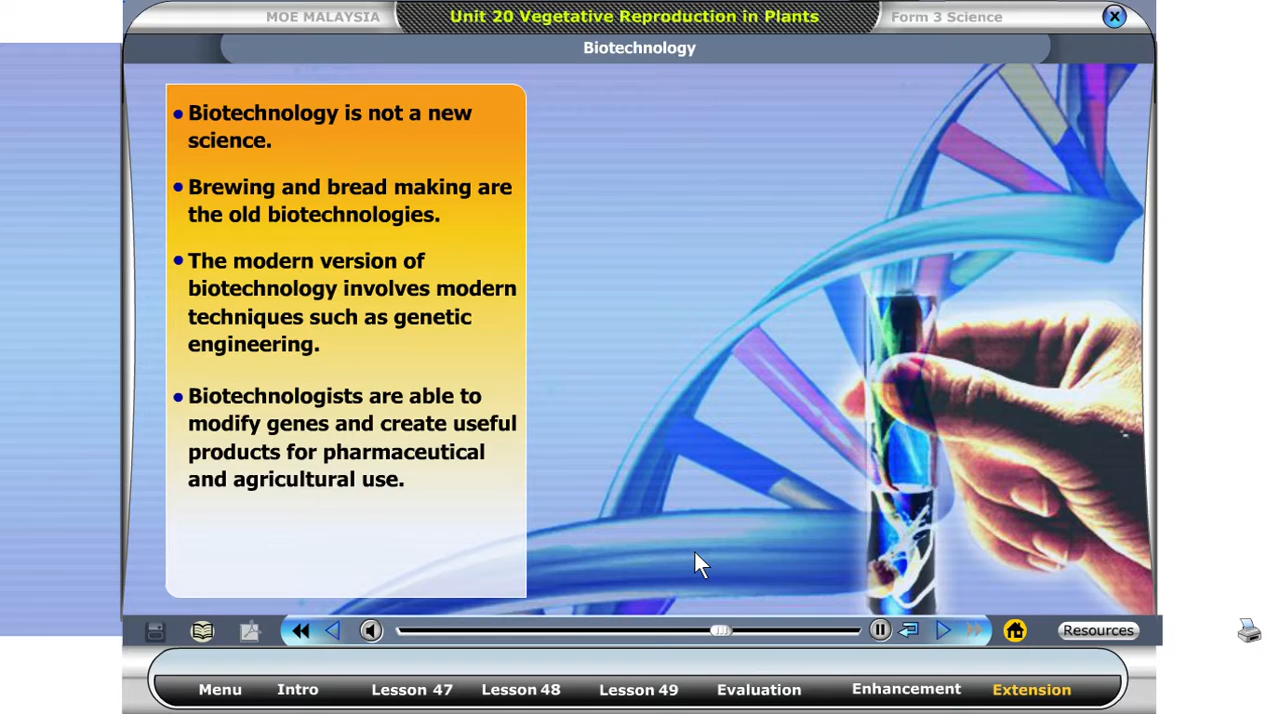 MOE MALAYSIA
Unit 20 Vegetative Reproduction in Plants
Form 3 Science
Biotechnology
Biotechnology is not a new
science.
Brewing and bread making are
the old biotechnologies.
The modern version of
biotechnology involves modern
techniques such as genetic
engineering.
Biotechnologists are able to
modify genes and create useful
products for pharmaceutical
and agricultural use.
Resources
Menu
Intro
Lesson 47
Lesson 48
Lesson 49
Evaluation
Enhancement
Extension